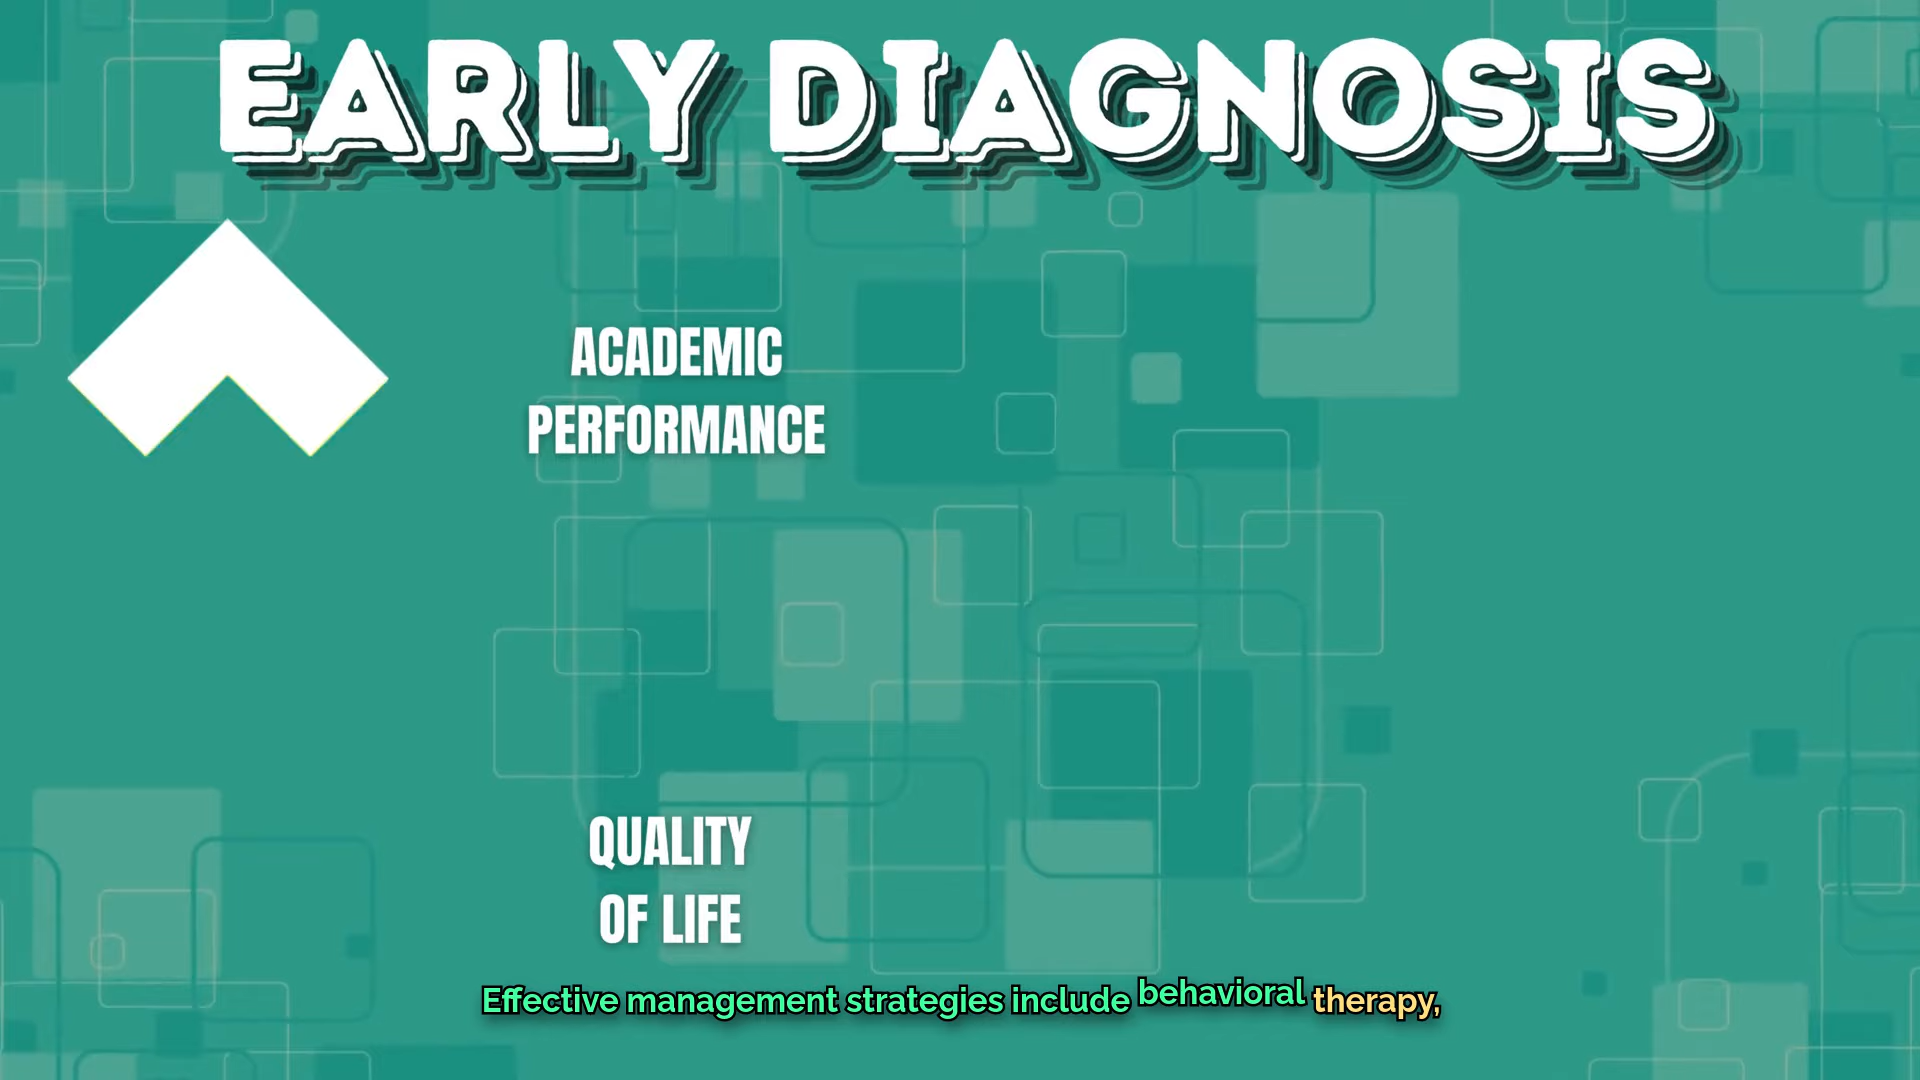 EARLY DIAGNOSIS
ACADEMIC
PERFORMANCE
QUALITY
OF LIFE
Effective management strategies include behavioral therapy,